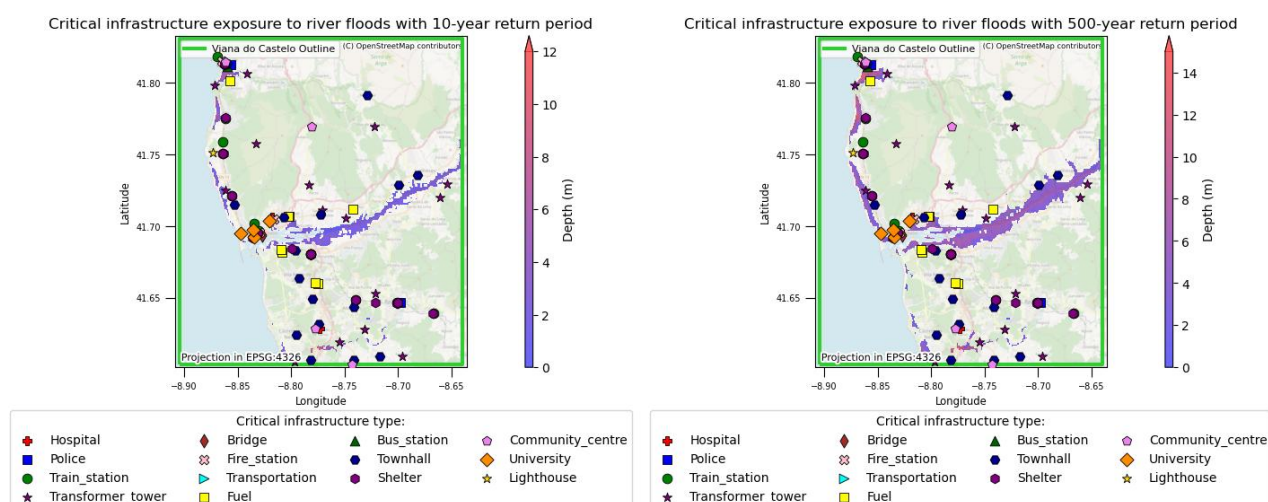 Critical infrastructure exposure to river floods with 10-year return period
Viana do Castelo Outline
(C) OpenStreetMap contributors
41.80
41.75
41.70
41.65
Latitude
Projection in EPSG:4326
−8.90 −8.85 −8.80 −8.75 −8.70 −8.65
Longitude
12
10
8
6
4
2
0
Depth (m)
Critical infrastructure type:
Hospital Bridge Bus_station Community_centre
Police Fire_station Townhall University
Train_station Transportation Shelter Lighthouse
Transformer_tower Fuel
Critical infrastructure exposure to river floods with 500-year return period
Viana do Castelo Outline
(C) OpenStreetMap contributors
41.80
41.75
41.70
41.65
Latitude
Projection in EPSG:4326
−8.90 −8.85 −8.80 −8.75 −8.70 −8.65
Longitude
14
12
10
8
6
4
2
0
Depth (m)
Critical infrastructure type:
Hospital Bridge Bus_station Community_centre
Police Fire_station Townhall University
Train_station Transportation Shelter Lighthouse
Transformer_tower Fuel